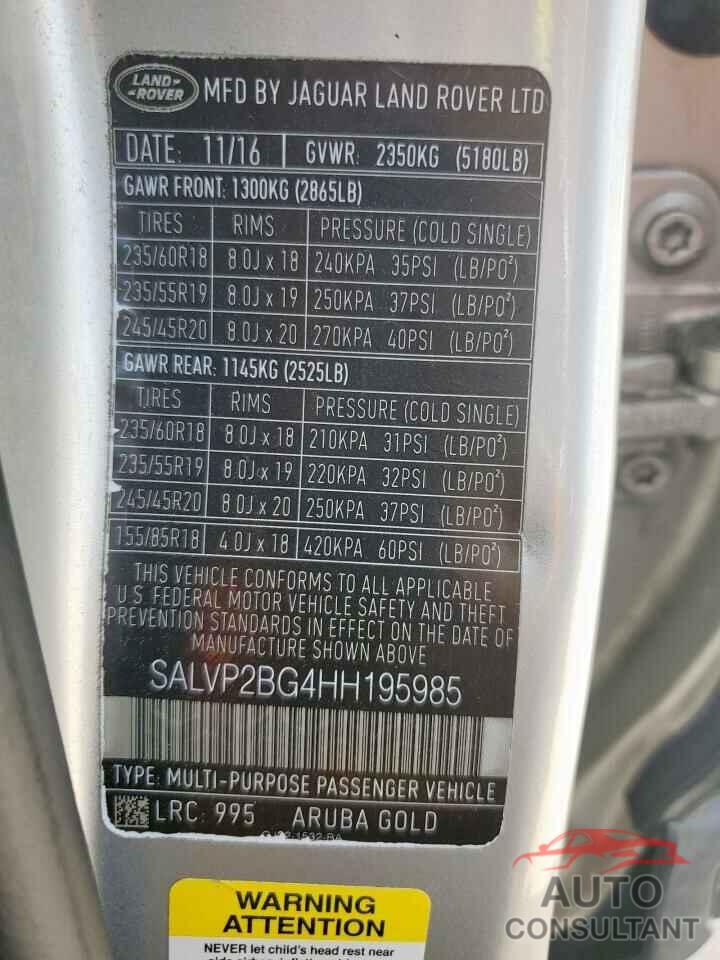 LAND-
-ROVER
MFD BY JAGUAR LAND ROVER LTD
DATE: 11/16 GVWR: 2350KG (5180LB)
GAWR FRONT: 1300KG (2865LB)
TIRES RIMS PRESSURE (COLD SINGLE)
235/60R18 8.0J x 18 240KPA 35PSI (LB/PO²)
235/55R19 8.0J x 19 250KPA 37PSI (LB/PO²)
245/45R20 8.0J x 20 270KPA 40PSI (LB/PO²)
GAWR REAR: 1145KG (2525LB)
TIRES RIMS PRESSURE (COLD SINGLE)
235/60R18 8.0J x 18 210KPA 31PSI (LB/PO²)
235/55R19 8.0J x 19 220KPA 32PSI (LB/PO²)
245/45R20 8.0J x 20 250KPA 37PSI (LB/PO²)
155/85R18 4.0J x 18 420KPA 60PSI (LB/PO²)
THIS VEHICLE CONFORMS TO ALL APPLICABLE
U.S. FEDERAL MOTOR VEHICLE SAFETY AND THEFT
PREVENTION STANDARDS IN EFFECT ON THE DATE OF
MANUFACTURE SHOWN ABOVE.
SALVP2BG4HH195985
TYPE: MULTI-PURPOSE PASSENGER VEHICLE
LRC: 995 ARUBA GOLD
WARNING
ATTENTION
NEVER let child's head rest near
AUTO
CONSULTANT